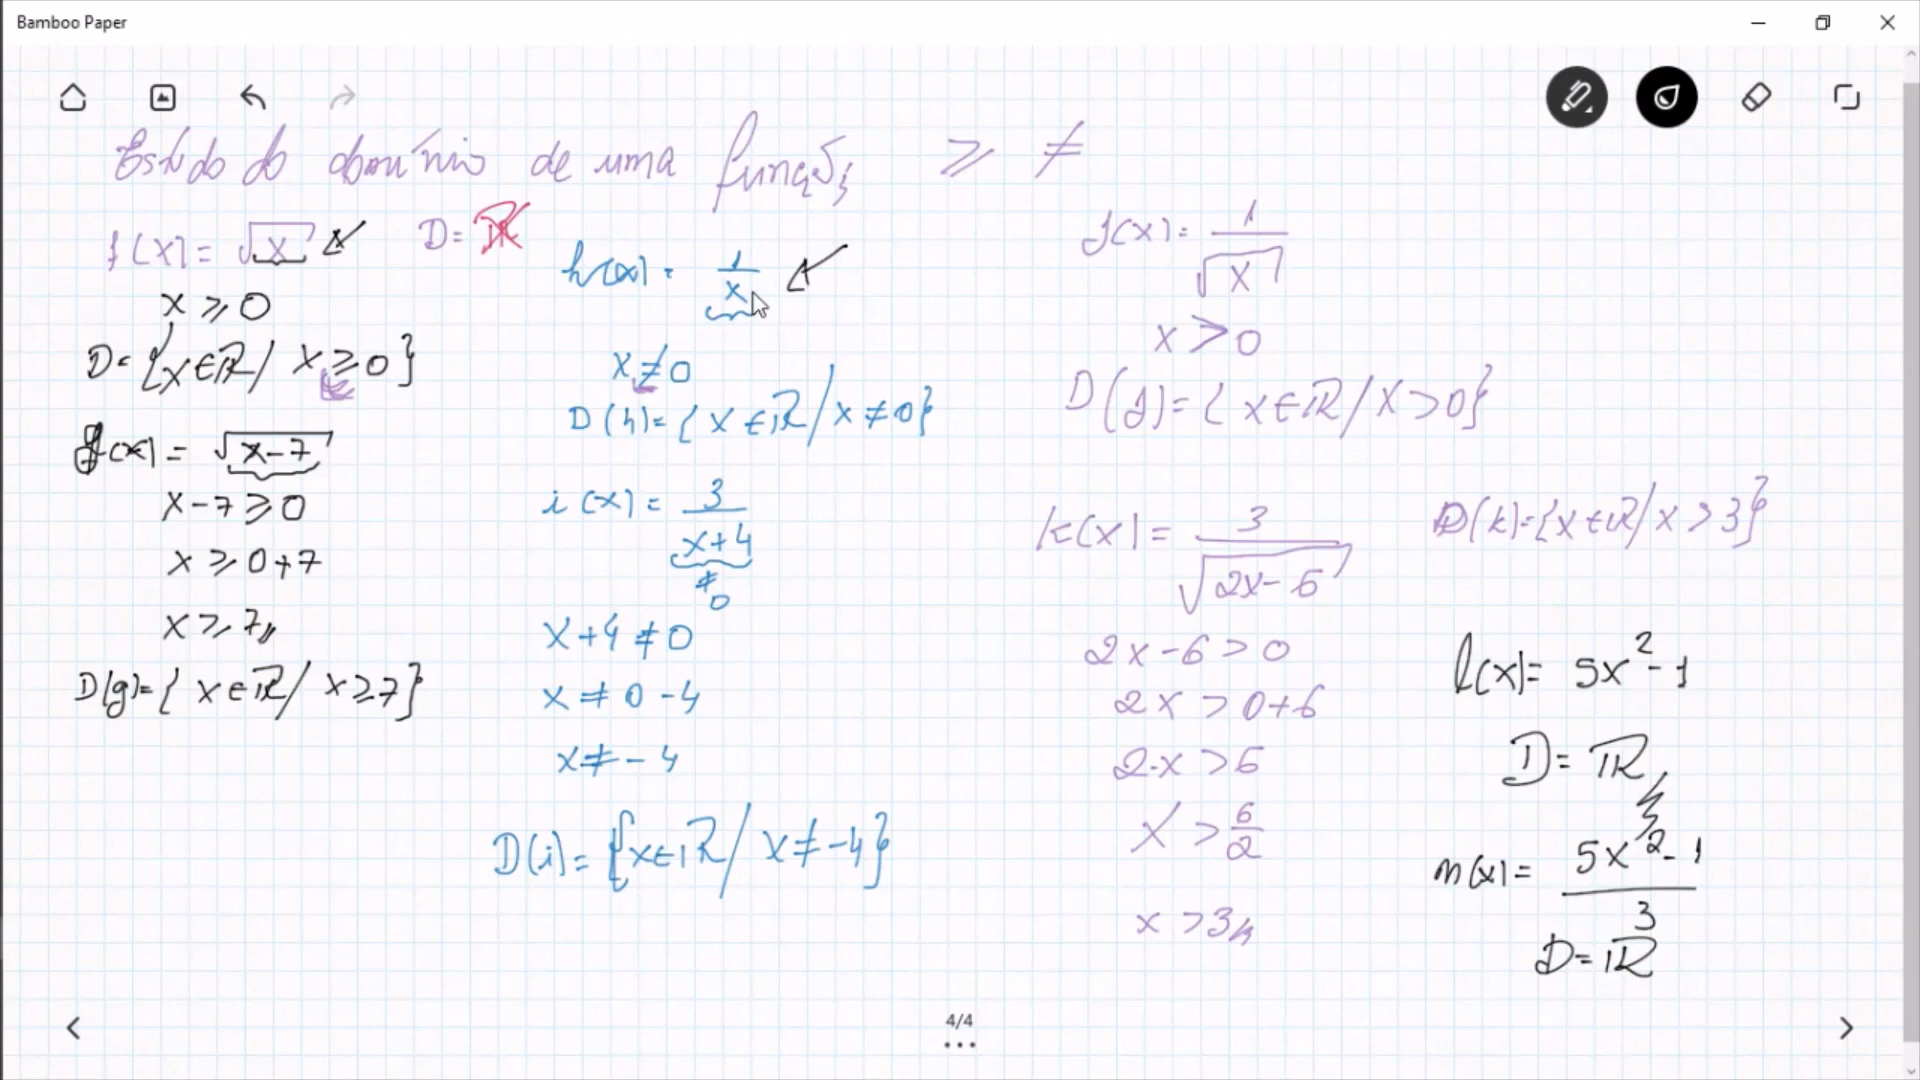 Bamboo Paper
Estudo do domínio de uma função ≥ ≠
f(x) = √x D = R
x ≥ 0
D = {x ∈ R / x ≥ 0}
g(x) = √x-7
x - 7 ≥ 0
x ≥ 0+7
x ≥ 7
D(g) = {x ∈ R / x ≥ 7}
h(x) = 1/x
x ≠ 0
D(h) = {x ∈ R / x ≠ 0}
i(x) = 3/x+4
≠
0
x+4 ≠ 0
x ≠ 0 - 4
x ≠ -4
D(i) = {x ∈ R / x ≠ -4}
j(x) = 1/√x
x > 0
D(j) = {x ∈ R / x > 0}
k(x) = 3/√2x-6
D(k) = {x ∈ R / x > 3}
2x - 6 > 0
2x > 0+6
2·x > 6
x > 6/2
x > 3
l(x) = 5x² - 1
D = R
m(x) = 5x² - 1/3
D = R
4/4